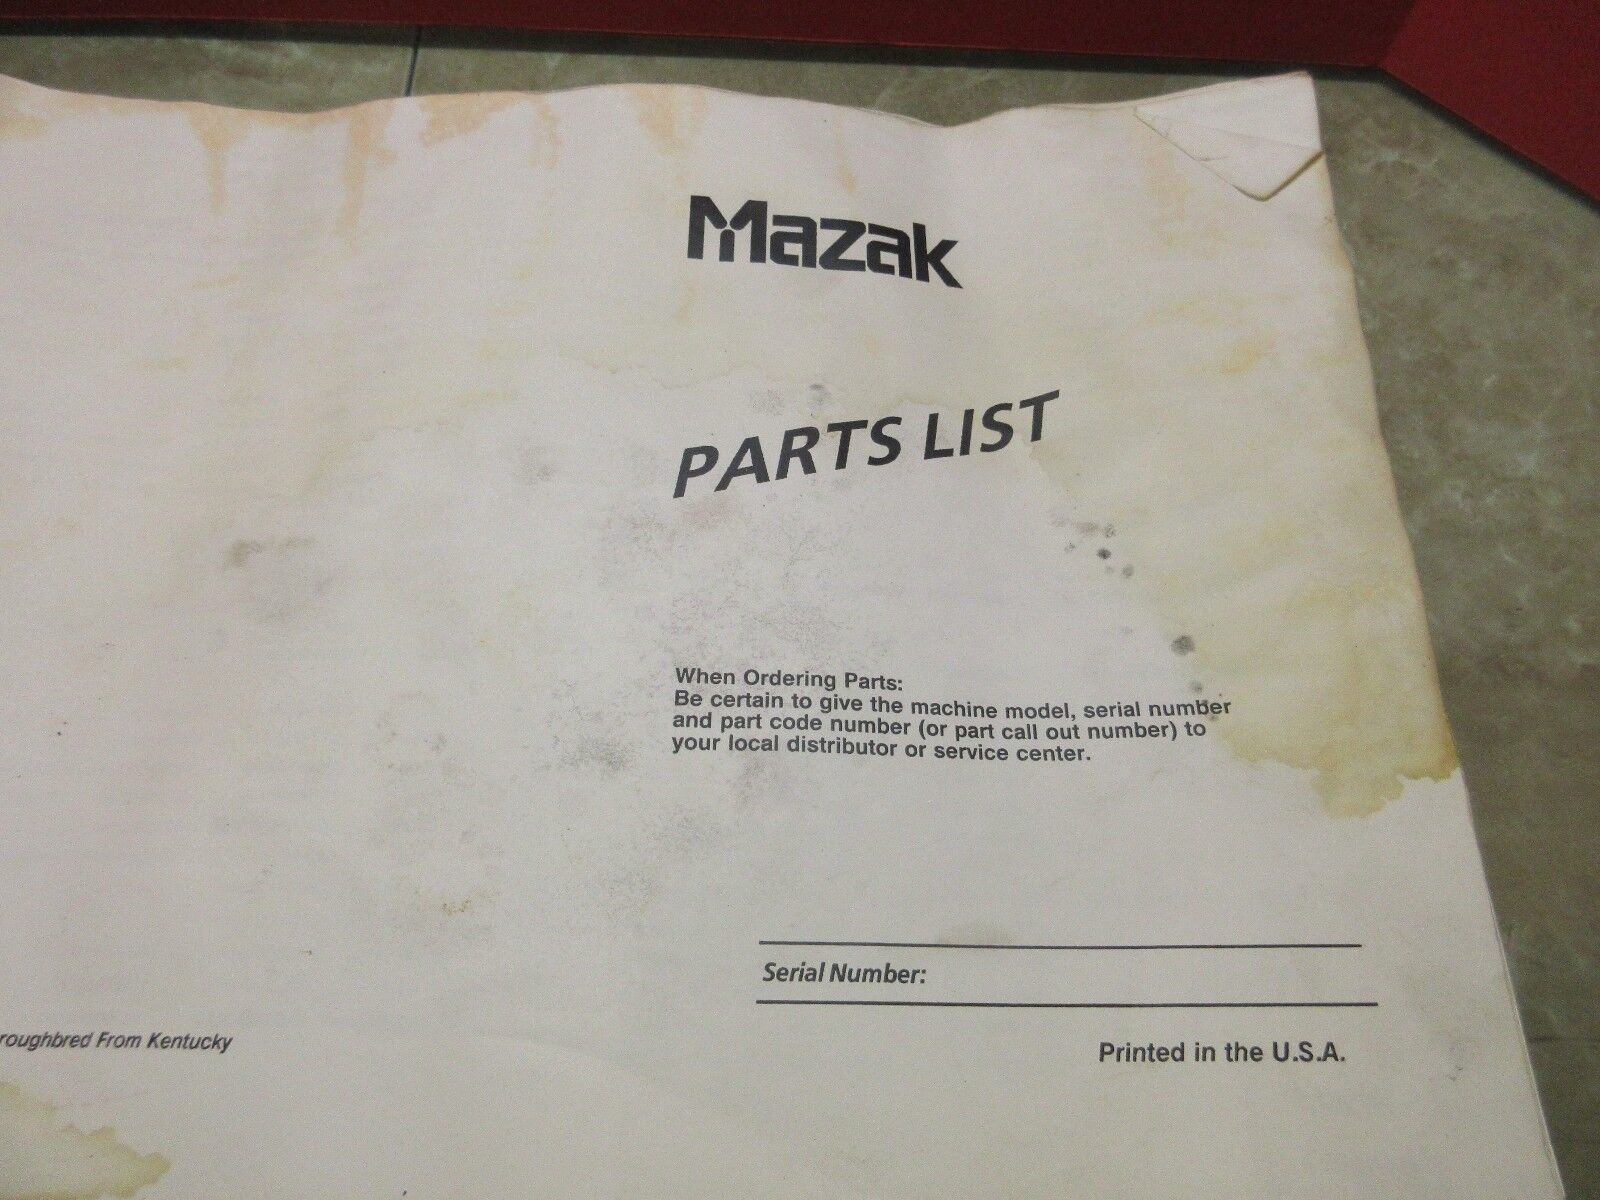 Mazak
PARTS LIST
When Ordering Parts:
Be certain to give the machine model, serial number
and part code number (or part call out number) to
your local distributor or service center.
Serial Number:
roughbred From Kentucky
Printed in the U.S.A.